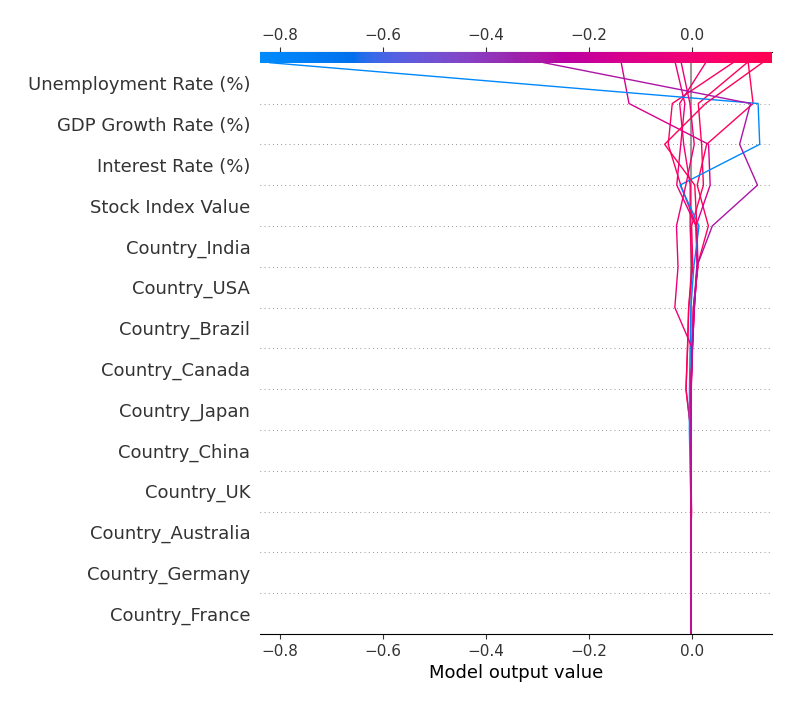 −0.8 −0.6 −0.4 −0.2 0.0
Unemployment Rate (%)
GDP Growth Rate (%)
Interest Rate (%)
Stock Index Value
Country_India
Country_USA
Country_Brazil
Country_Canada
Country_Japan
Country_China
Country_UK
Country_Australia
Country_Germany
Country_France
−0.8 −0.6 −0.4 −0.2 0.0
Model output value